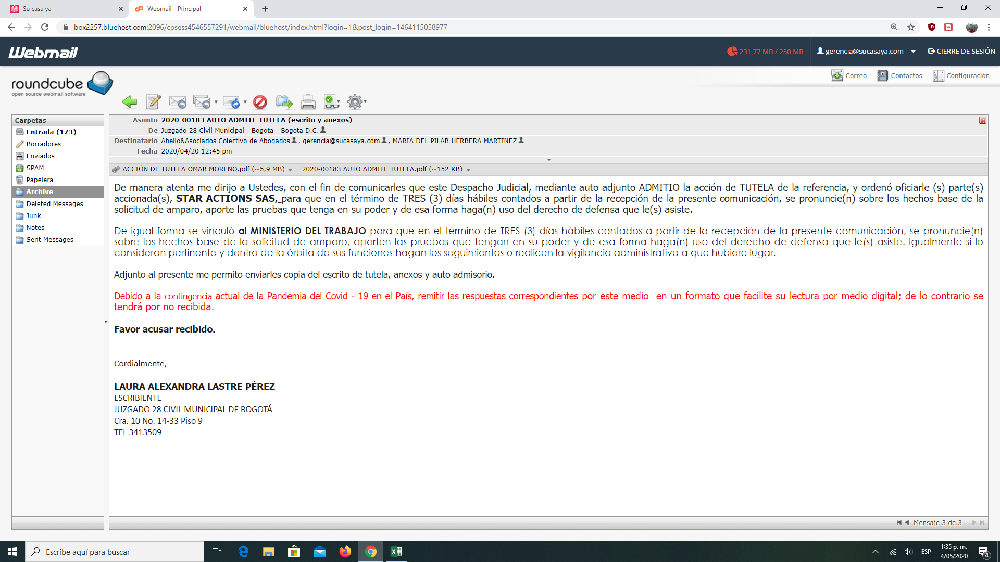 Su casa ya
Webmail - Principal
box2257.bluehost.com:2096/cpsess4546557291/webmail/bluehost/index.html?login=1&post_login=1464115058977
Webmail
231,77 MB / 250 MB
gerencia@sucasaya.com
CIERRE DE SESIÓN
roundcube
open source webmail software
Correo
Contactos
Configuración
Carpetas
Entrada (173)
Borradores
Enviados
SPAM
Papelera
Archive
Deleted Messages
Junk
Notes
Sent Messages
Asunto 2020-00183 AUTO ADMITE TUTELA (escrito y anexos)
De Juzgado 28 Civil Municipal - Bogota - Bogota D.C.
Destinatario Abello&Asociados Colectivo de Abogados, gerencia@sucasaya.com, MARIA DEL PILAR HERRERA MARTINEZ
Fecha 2020/04/20 12:45 pm
ACCIÓN DE TUTELA OMAR MORENO.pdf (~5,9 MB) 2020-00183 AUTO ADMITE TUTELA.pdf (~152 KB)
De manera atenta me dirijo a Ustedes, con el fin de comunicarles que este Despacho Judicial, mediante auto adjunto ADMITIO la acción de TUTELA de la referencia, y ordenó oficiarle (s) parte(s)
accionada(s), STAR ACTIONS SAS, para que en el término de TRES (3) días hábiles contados a partir de la recepción de la presente comunicación, se pronuncie(n) sobre los hechos base de la
solicitud de amparo, aporte las pruebas que tenga en su poder y de esa forma haga(n) uso del derecho de defensa que le(s) asiste.
De igual forma se vinculó al MINISTERIO DEL TRABAJO para que en el término de TRES (3) días hábiles contados a partir de la recepción de la presente comunicación, se pronuncie(n)
sobre los hechos base de la solicitud de amparo, aporten las pruebas que tengan en su poder y de esa forma haga(n) uso del derecho de defensa que le(s) asiste. Igualmente si lo
consideran pertinente y dentro de la órbita de sus funciones hagan los seguimientos o realicen la vigilancia administrativa a que hubiere lugar.
Adjunto al presente me permito enviarles copia del escrito de tutela, anexos y auto admisorio.
Debido a la contingencia actual de la Pandemia del Covid - 19 en el País, remitir las respuestas correspondientes por este medio en un formato que facilite su lectura por medio digital; de lo contrario se
tendrá por no recibida.
Favor acusar recibido.
Cordialmente,
LAURA ALEXANDRA LASTRE PÉREZ
ESCRIBIENTE
JUZGADO 28 CIVIL MUNICIPAL DE BOGOTÁ
Cra. 10 No. 14-33 Piso 9
TEL 3413509
Mensaje 3 de 3
Escribe aquí para buscar
ESP
1:35 p. m.
4/05/2020
4